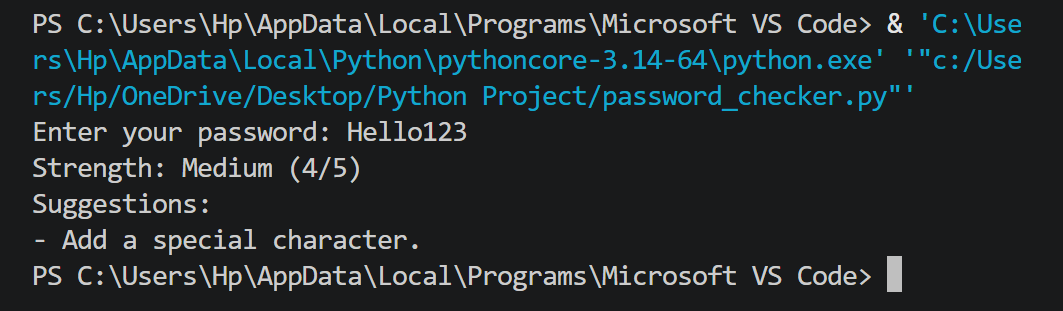 PS C:\Users\Hp\AppData\Local\Programs\Microsoft VS Code> & 'C:\Use
rs\Hp\AppData\Local\Python\pythoncore-3.14-64\python.exe' '"c:/Use
rs/Hp/OneDrive/Desktop/Python Project/password_checker.py"'
Enter your password: Hello123
Strength: Medium (4/5)
Suggestions:
- Add a special character.
PS C:\Users\Hp\AppData\Local\Programs\Microsoft VS Code>